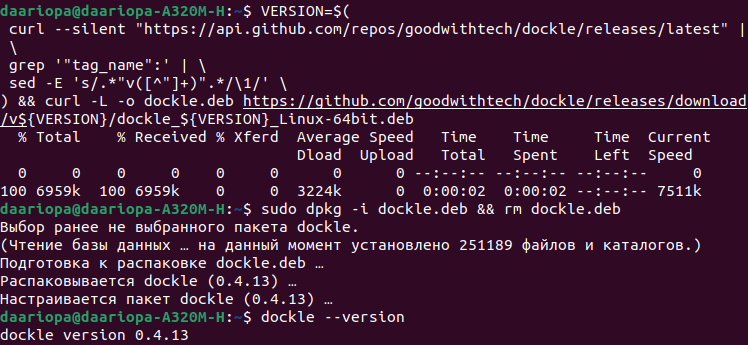 daariopa@daariopa-A320M-H:~$ VERSION=$(
 curl --silent "https://api.github.com/repos/goodwithtech/dockle/releases/latest" |
 \
 grep '"tag_name":' | \
 sed -E 's/.*"v([^"]+)".*/\1/' \
) && curl -L -o dockle.deb https://github.com/goodwithtech/dockle/releases/download
/v${VERSION}/dockle_${VERSION}_Linux-64bit.deb
  % Total    % Received % Xferd  Average Speed   Time    Time     Time  Current
                                 Dload  Upload   Total   Spent    Left  Speed
  0     0    0     0    0     0      0      0 --:--:-- --:--:-- --:--:--     0
100 6959k  100 6959k    0     0  3224k      0  0:00:02  0:00:02 --:--:-- 7511k
daariopa@daariopa-A320M-H:~$ sudo dpkg -i dockle.deb && rm dockle.deb
Выбор ранее не выбранного пакета dockle.
(Чтение базы данных … на данный момент установлено 251189 файлов и каталогов.)
Подготовка к распаковке dockle.deb …
Распаковывается dockle (0.4.13) …
Настраивается пакет dockle (0.4.13) …
daariopa@daariopa-A320M-H:~$ dockle --version
dockle version 0.4.13